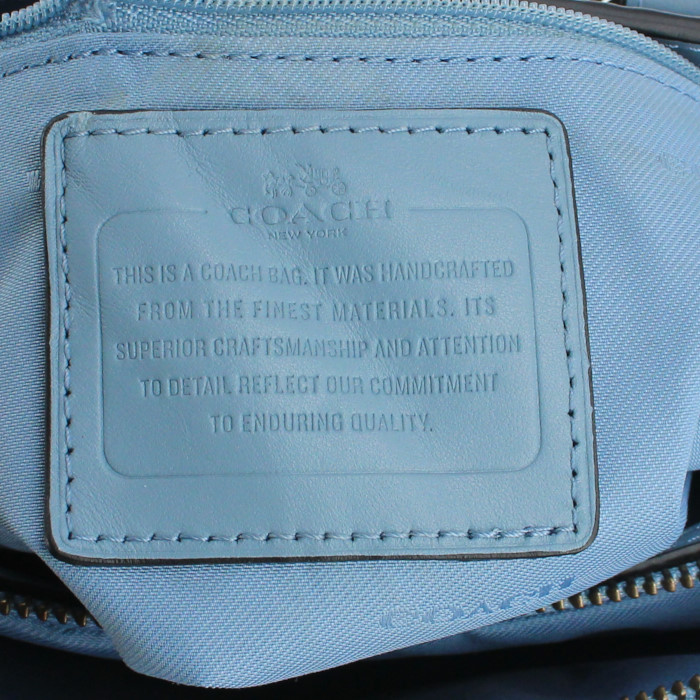 COACH
NEW YORK
THIS IS A COACH BAG. IT WAS HANDCRAFTED
FROM THE FINEST MATERIALS. ITS
SUPERIOR CRAFTSMANSHIP AND ATTENTION
TO DETAIL REFLECT OUR COMMITMENT
TO ENDURING QUALITY.
COACH